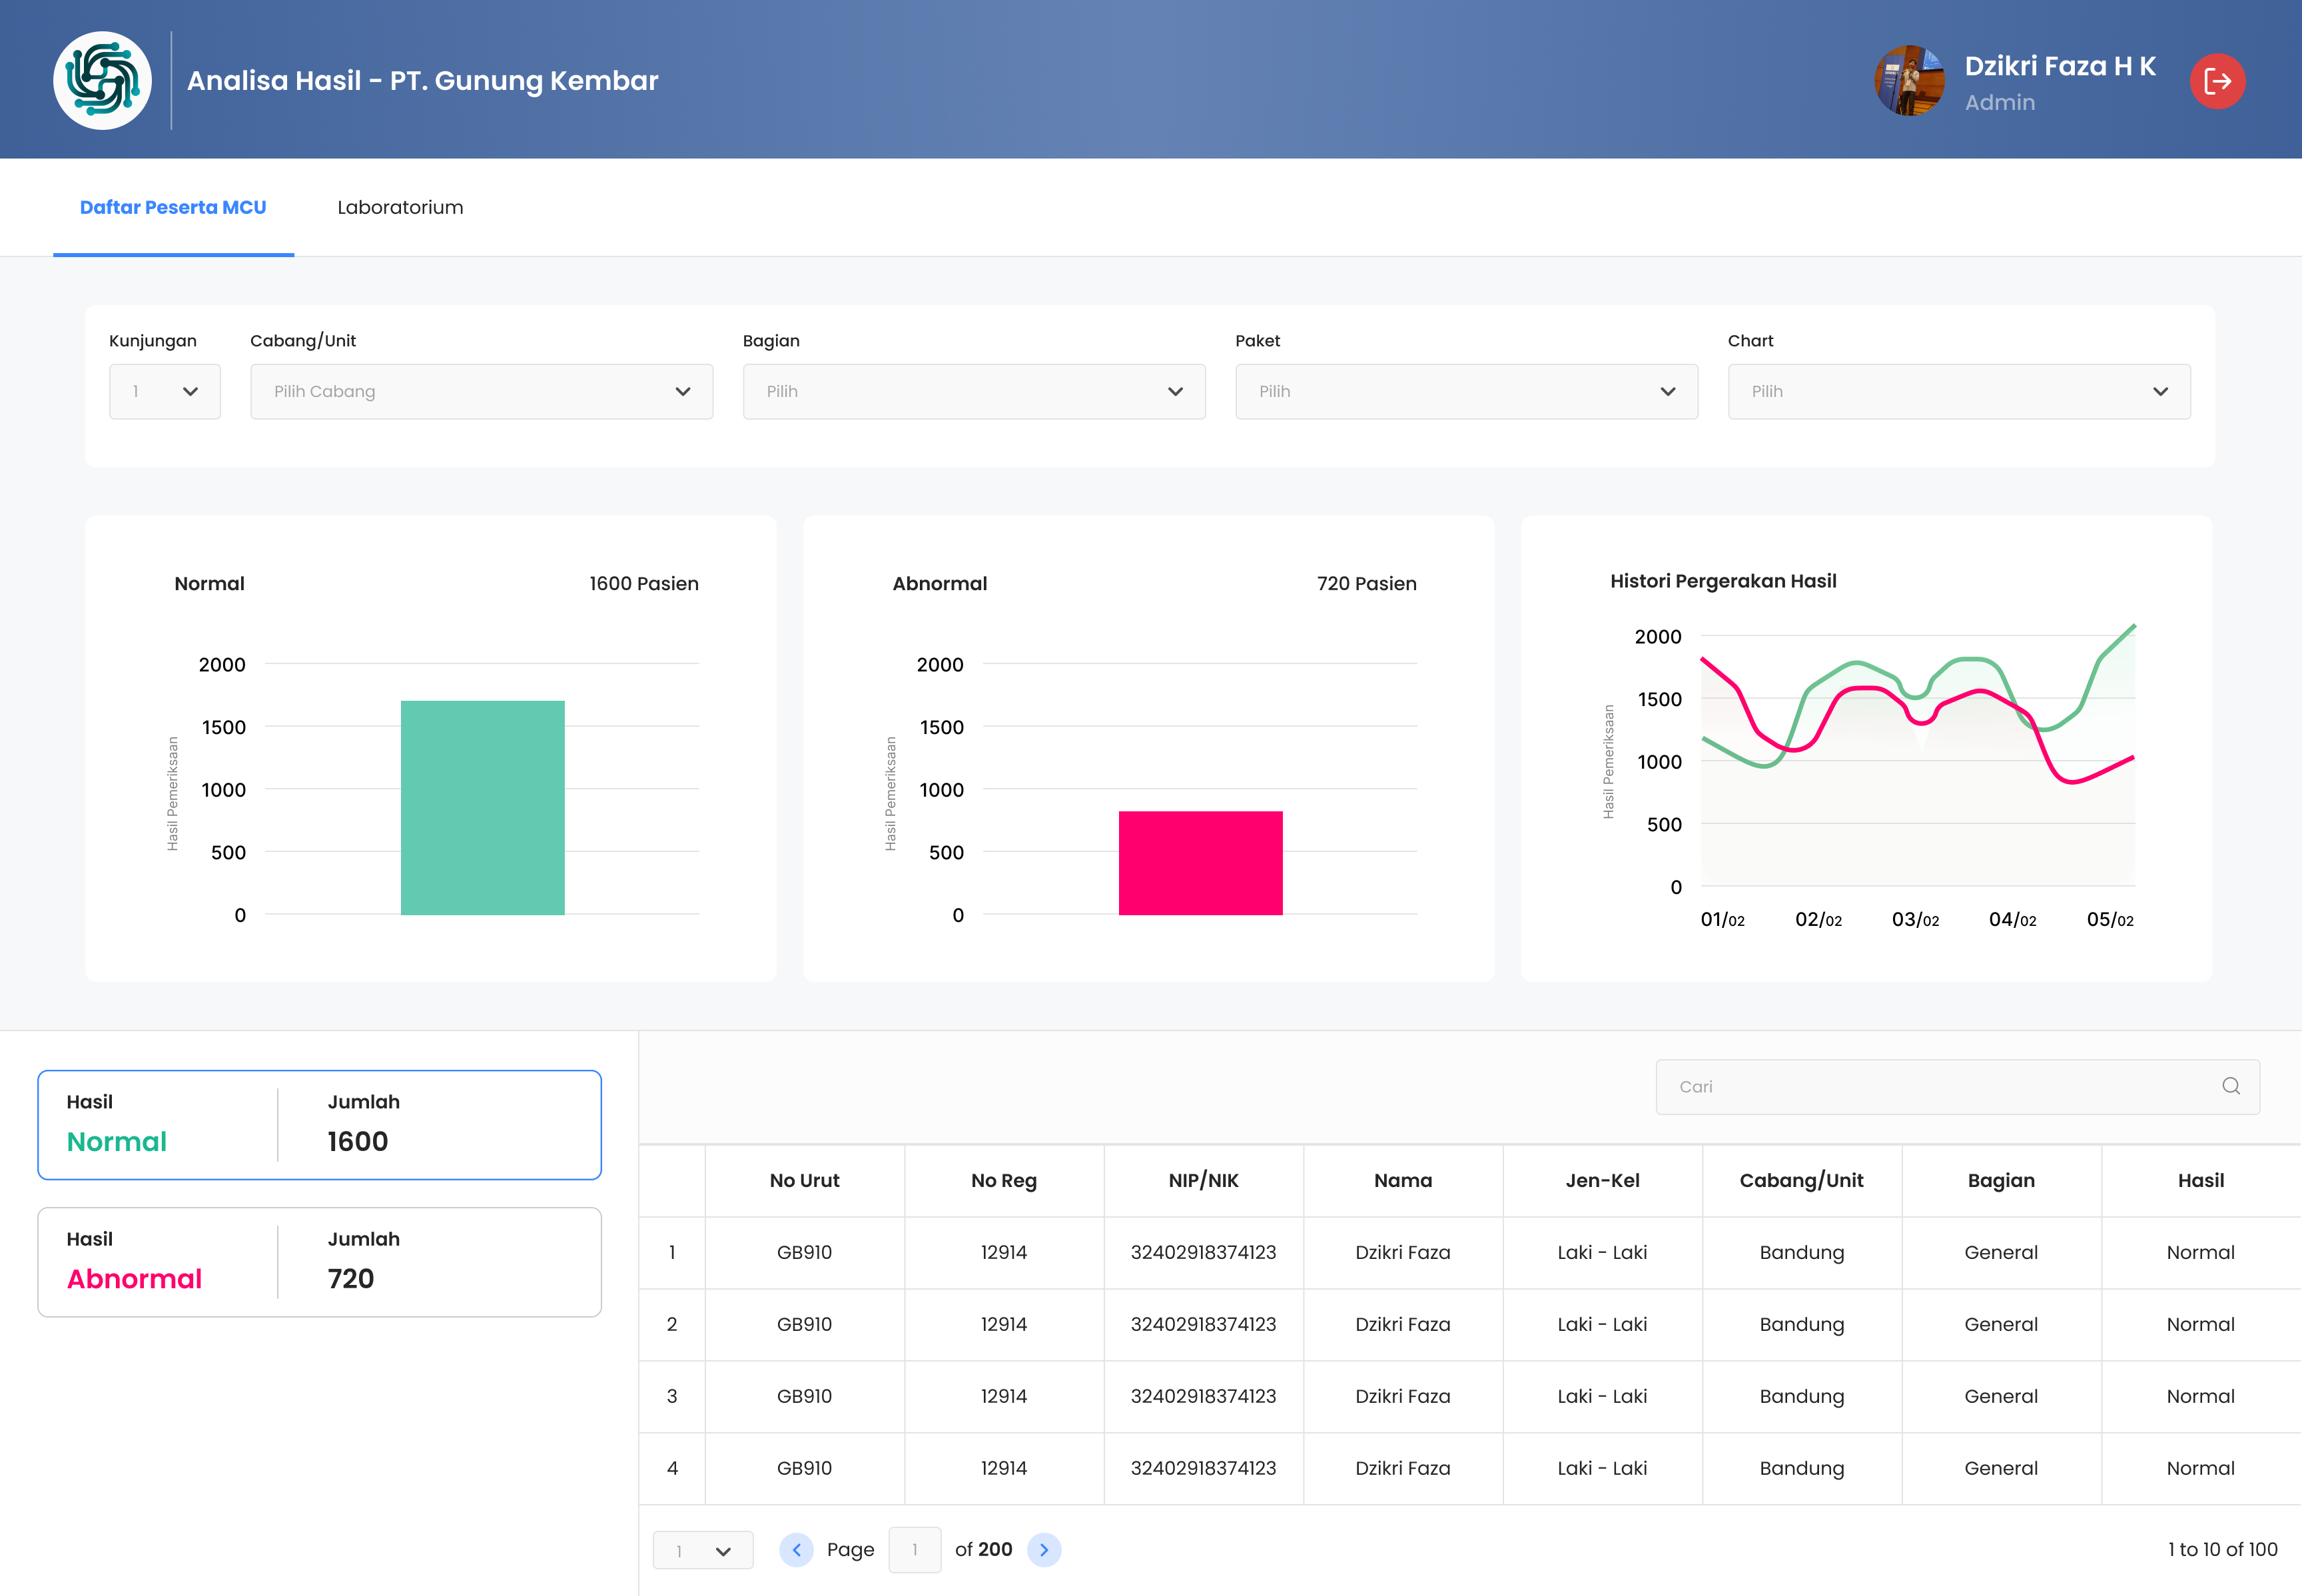 Analisa Hasil - PT. Gunung Kembar
Dzikri Faza H K
Admin
Daftar Peserta MCU
Laboratorium
Kunjungan
Cabang/Unit
Bagian
Paket
Chart
1
Pilih Cabang
Pilih
Pilih
Pilih
Normal
1600 Pasien
Hasil Pemeriksaan
2000
1500
1000
500
0
Abnormal
720 Pasien
Hasil Pemeriksaan
2000
1500
1000
500
0
Histori Pergerakan Hasil
Hasil Pemeriksaan
2000
1500
1000
500
0
01/02 02/02 03/02 04/02 05/02
Hasil
Normal
Jumlah
1600
Hasil
Abnormal
Jumlah
720
Cari
No Urut No Reg NIP/NIK Nama Jen-Kel Cabang/Unit Bagian Hasil
1 GB910 12914 32402918374123 Dzikri Faza Laki - Laki Bandung General Normal
2 GB910 12914 32402918374123 Dzikri Faza Laki - Laki Bandung General Normal
3 GB910 12914 32402918374123 Dzikri Faza Laki - Laki Bandung General Normal
4 GB910 12914 32402918374123 Dzikri Faza Laki - Laki Bandung General Normal
1
Page 1 of 200
1 to 10 of 100